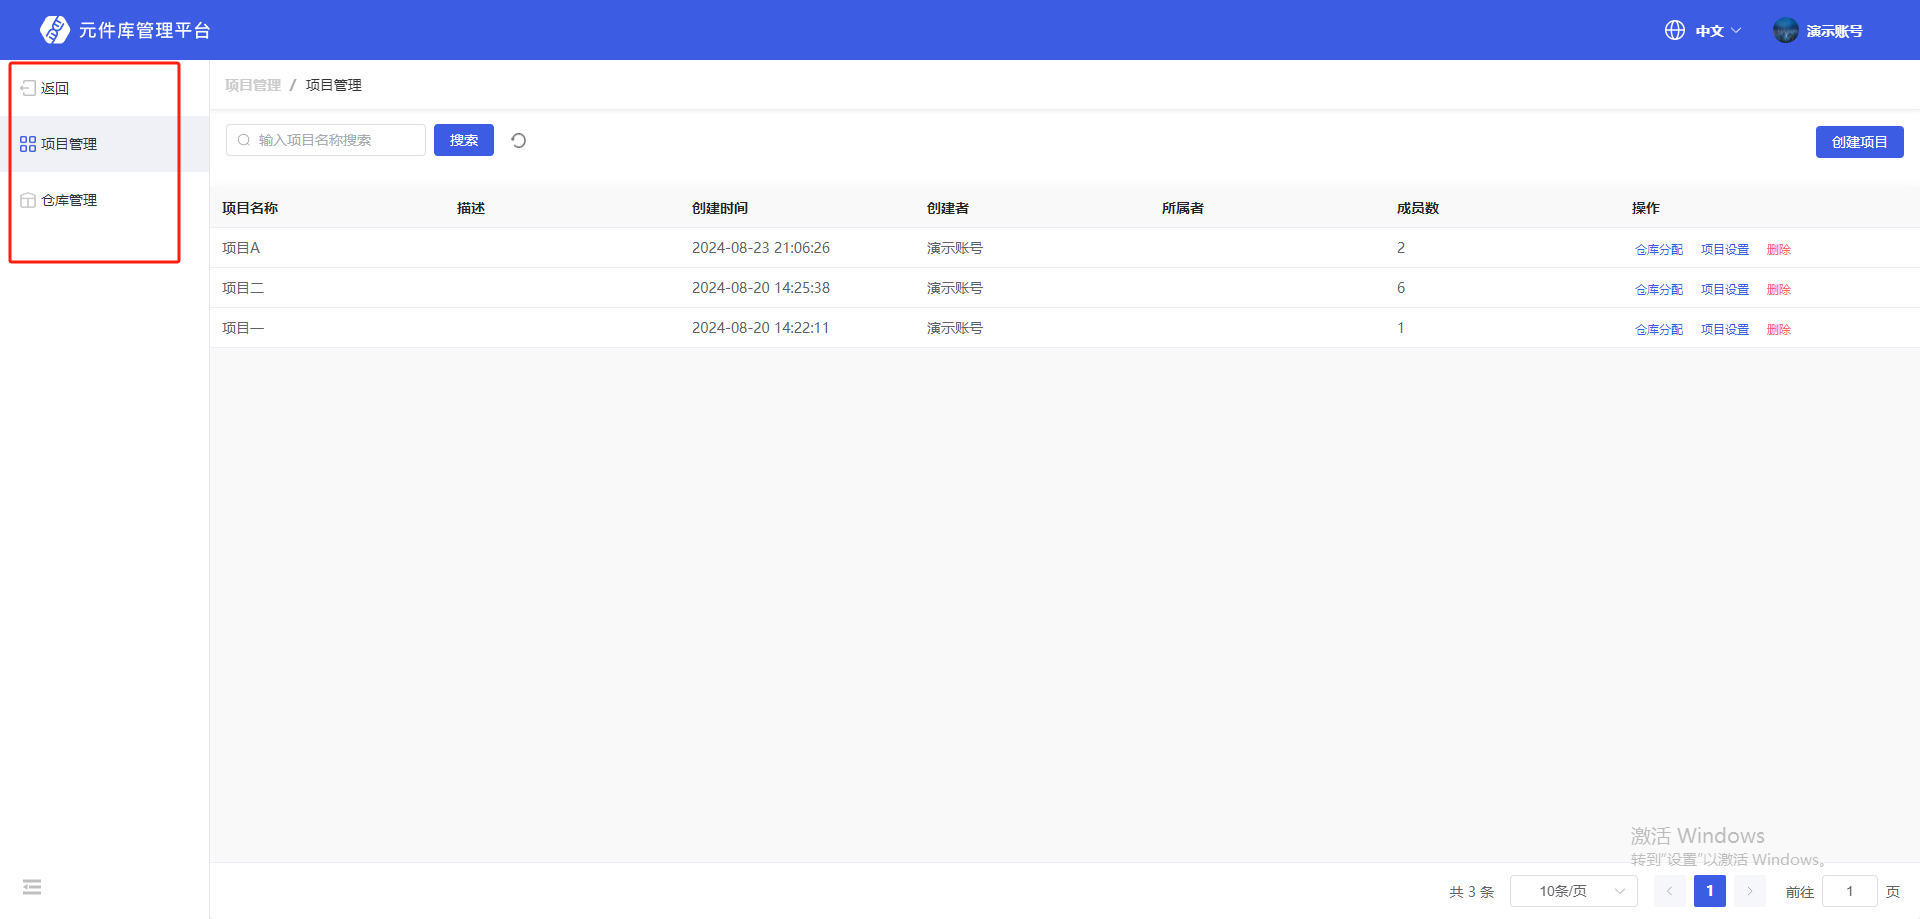 元件库管理平台
中文
演示账号
返回
项目管理
仓库管理
项目管理 / 项目管理
输入项目名称搜索
搜索
创建项目
项目名称 描述 创建时间 创建者 所属者 成员数 操作
项目A 2024-08-23 21:06:26 演示账号 2 仓库分配 项目设置 删除
项目二 2024-08-20 14:25:38 演示账号 6 仓库分配 项目设置 删除
项目一 2024-08-20 14:22:11 演示账号 1 仓库分配 项目设置 删除
激活 Windows
转到"设置"以激活 Windows。
共 3 条 10条/页 1 前往 1 页